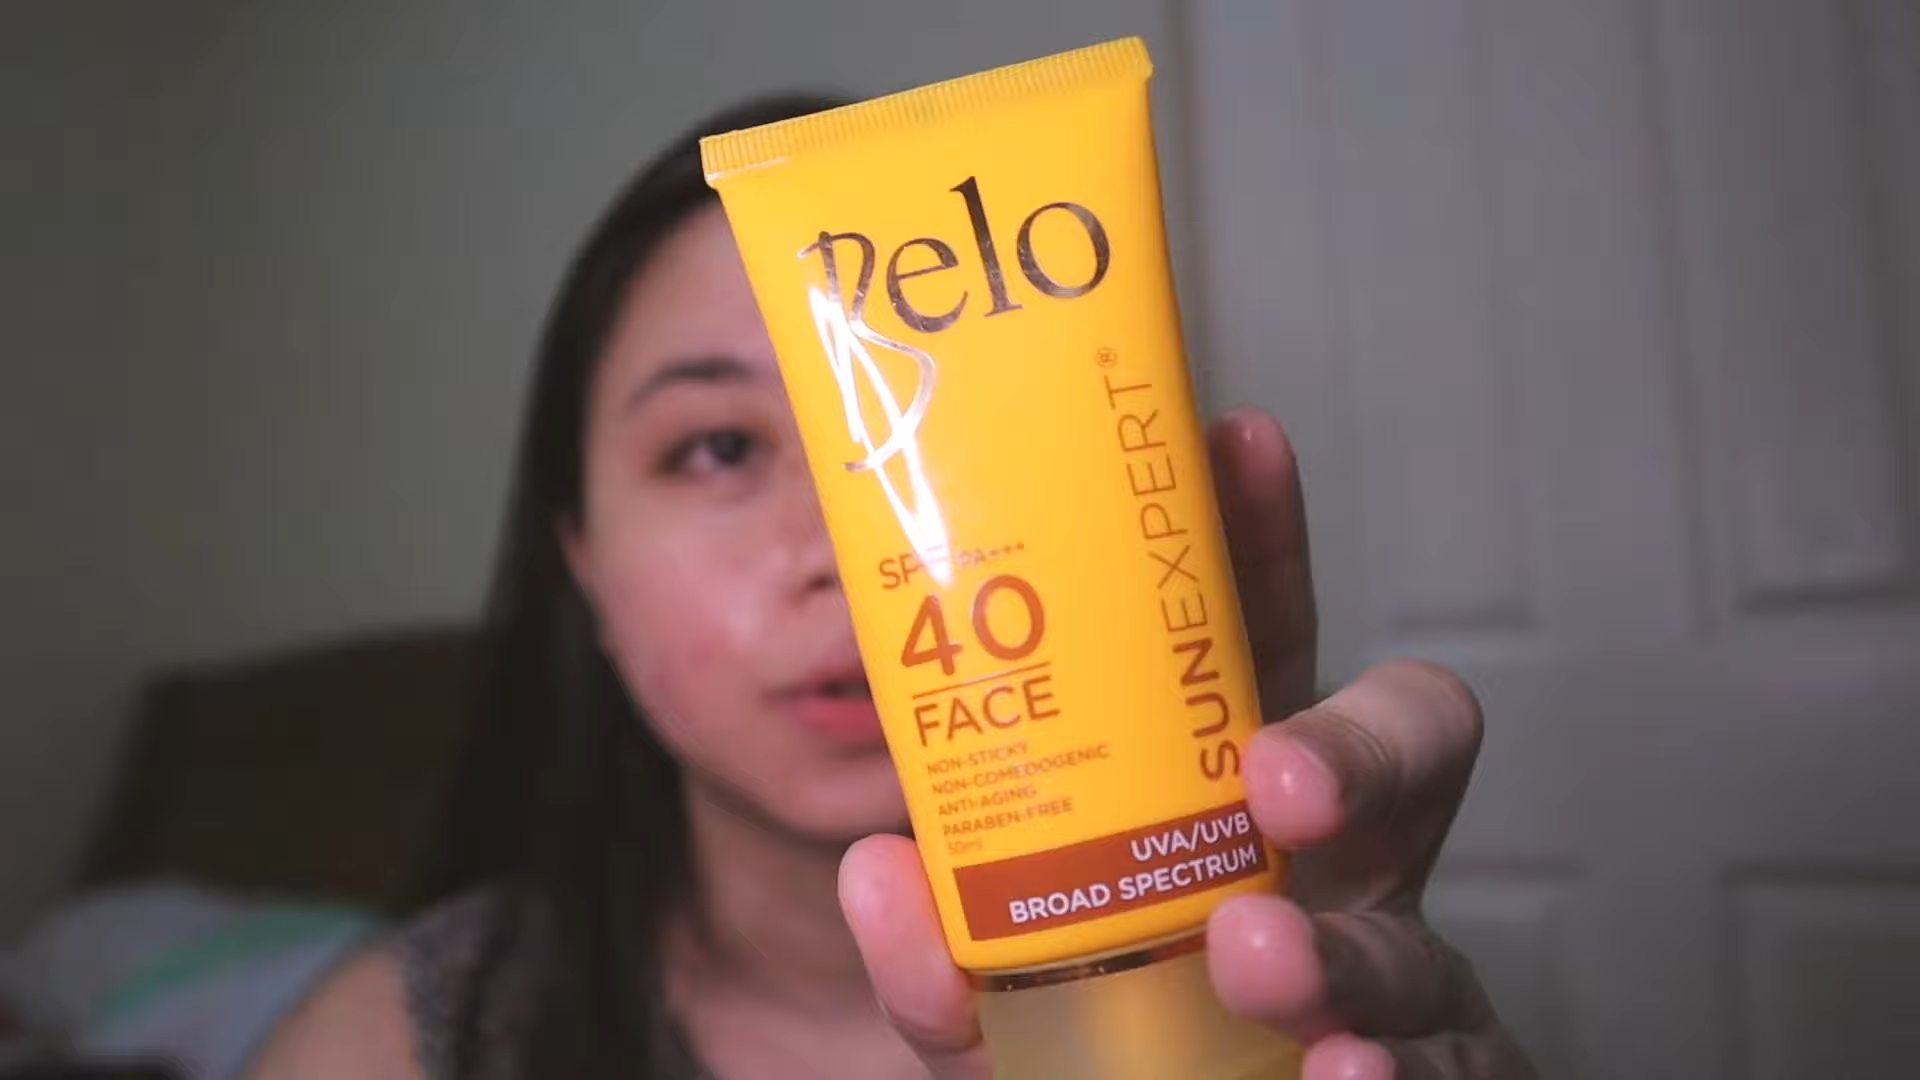 Belo
SUNEXPERT®
SPF PA+++
40
FACE
NON-STICKY
NON-COMEDOGENIC
ANTI-AGING
PARABEN-FREE
50ml
UVA/UVB
BROAD SPECTRUM